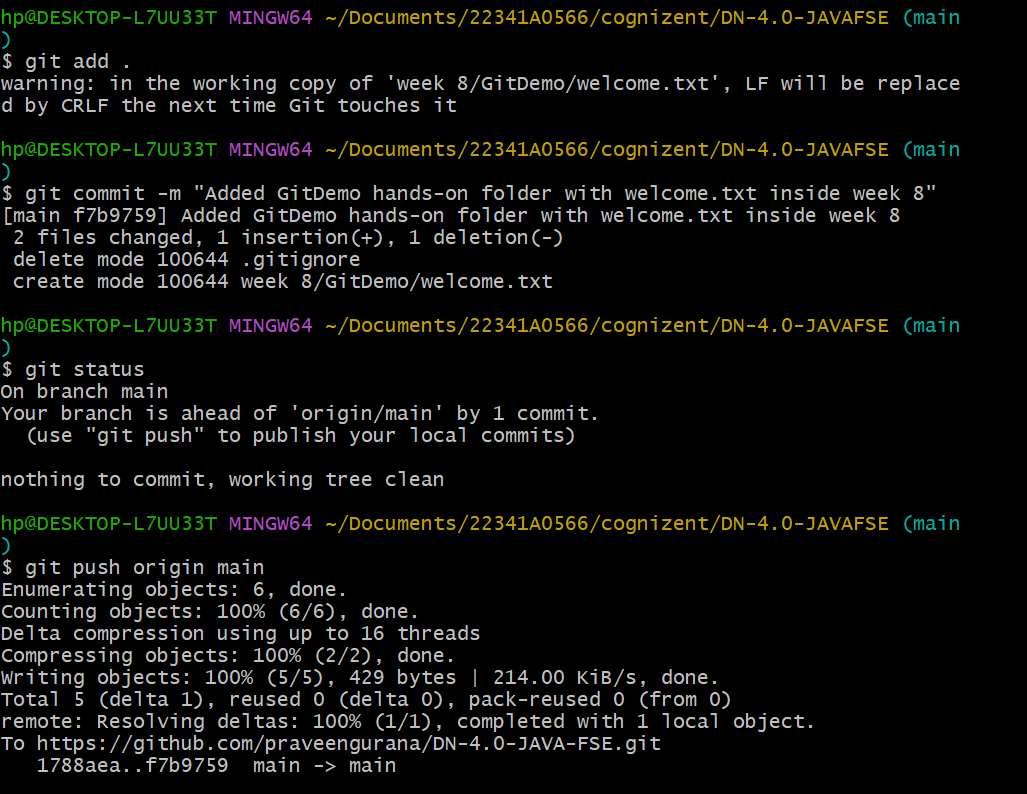 hp@DESKTOP-L7UU33T MINGW64 ~/Documents/22341A0566/cognizent/DN-4.0-JAVAFSE (main
)
$ git add .
warning: in the working copy of 'week 8/GitDemo/welcome.txt', LF will be replace
d by CRLF the next time Git touches it

hp@DESKTOP-L7UU33T MINGW64 ~/Documents/22341A0566/cognizent/DN-4.0-JAVAFSE (main
)
$ git commit -m "Added GitDemo hands-on folder with welcome.txt inside week 8"
[main f7b9759] Added GitDemo hands-on folder with welcome.txt inside week 8
 2 files changed, 1 insertion(+), 1 deletion(-)
 delete mode 100644 .gitignore
 create mode 100644 week 8/GitDemo/welcome.txt

hp@DESKTOP-L7UU33T MINGW64 ~/Documents/22341A0566/cognizent/DN-4.0-JAVAFSE (main
)
$ git status
On branch main
Your branch is ahead of 'origin/main' by 1 commit.
  (use "git push" to publish your local commits)

nothing to commit, working tree clean

hp@DESKTOP-L7UU33T MINGW64 ~/Documents/22341A0566/cognizent/DN-4.0-JAVAFSE (main
)
$ git push origin main
Enumerating objects: 6, done.
Counting objects: 100% (6/6), done.
Delta compression using up to 16 threads
Compressing objects: 100% (2/2), done.
Writing objects: 100% (5/5), 429 bytes | 214.00 KiB/s, done.
Total 5 (delta 1), reused 0 (delta 0), pack-reused 0 (from 0)
remote: Resolving deltas: 100% (1/1), completed with 1 local object.
To https://github.com/praveengurana/DN-4.0-JAVA-FSE.git
   1788aea..f7b9759  main -> main